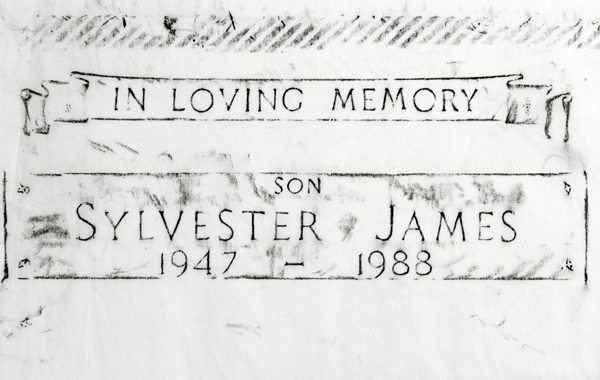 IN LOVING MEMORY
SON
SYLVESTER JAMES
1947 – 1988